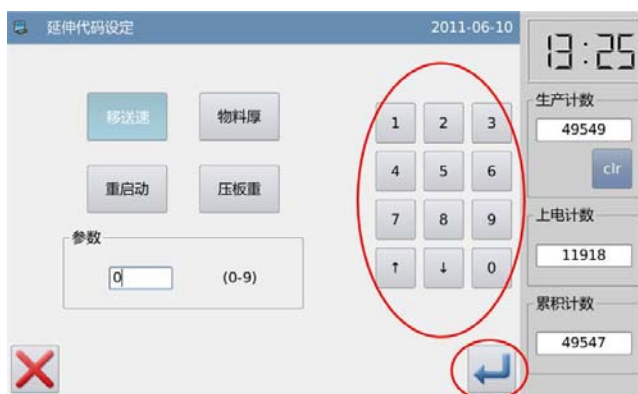 延伸代码设定 2011-06-10
13:25
移送速 物料厚
重启动 压板重
参数
0 (0-9)
1 2 3
4 5 6
7 8 9
↑ ↓ 0
生产计数
49549
clr
上电计数
11918
累积计数
49547